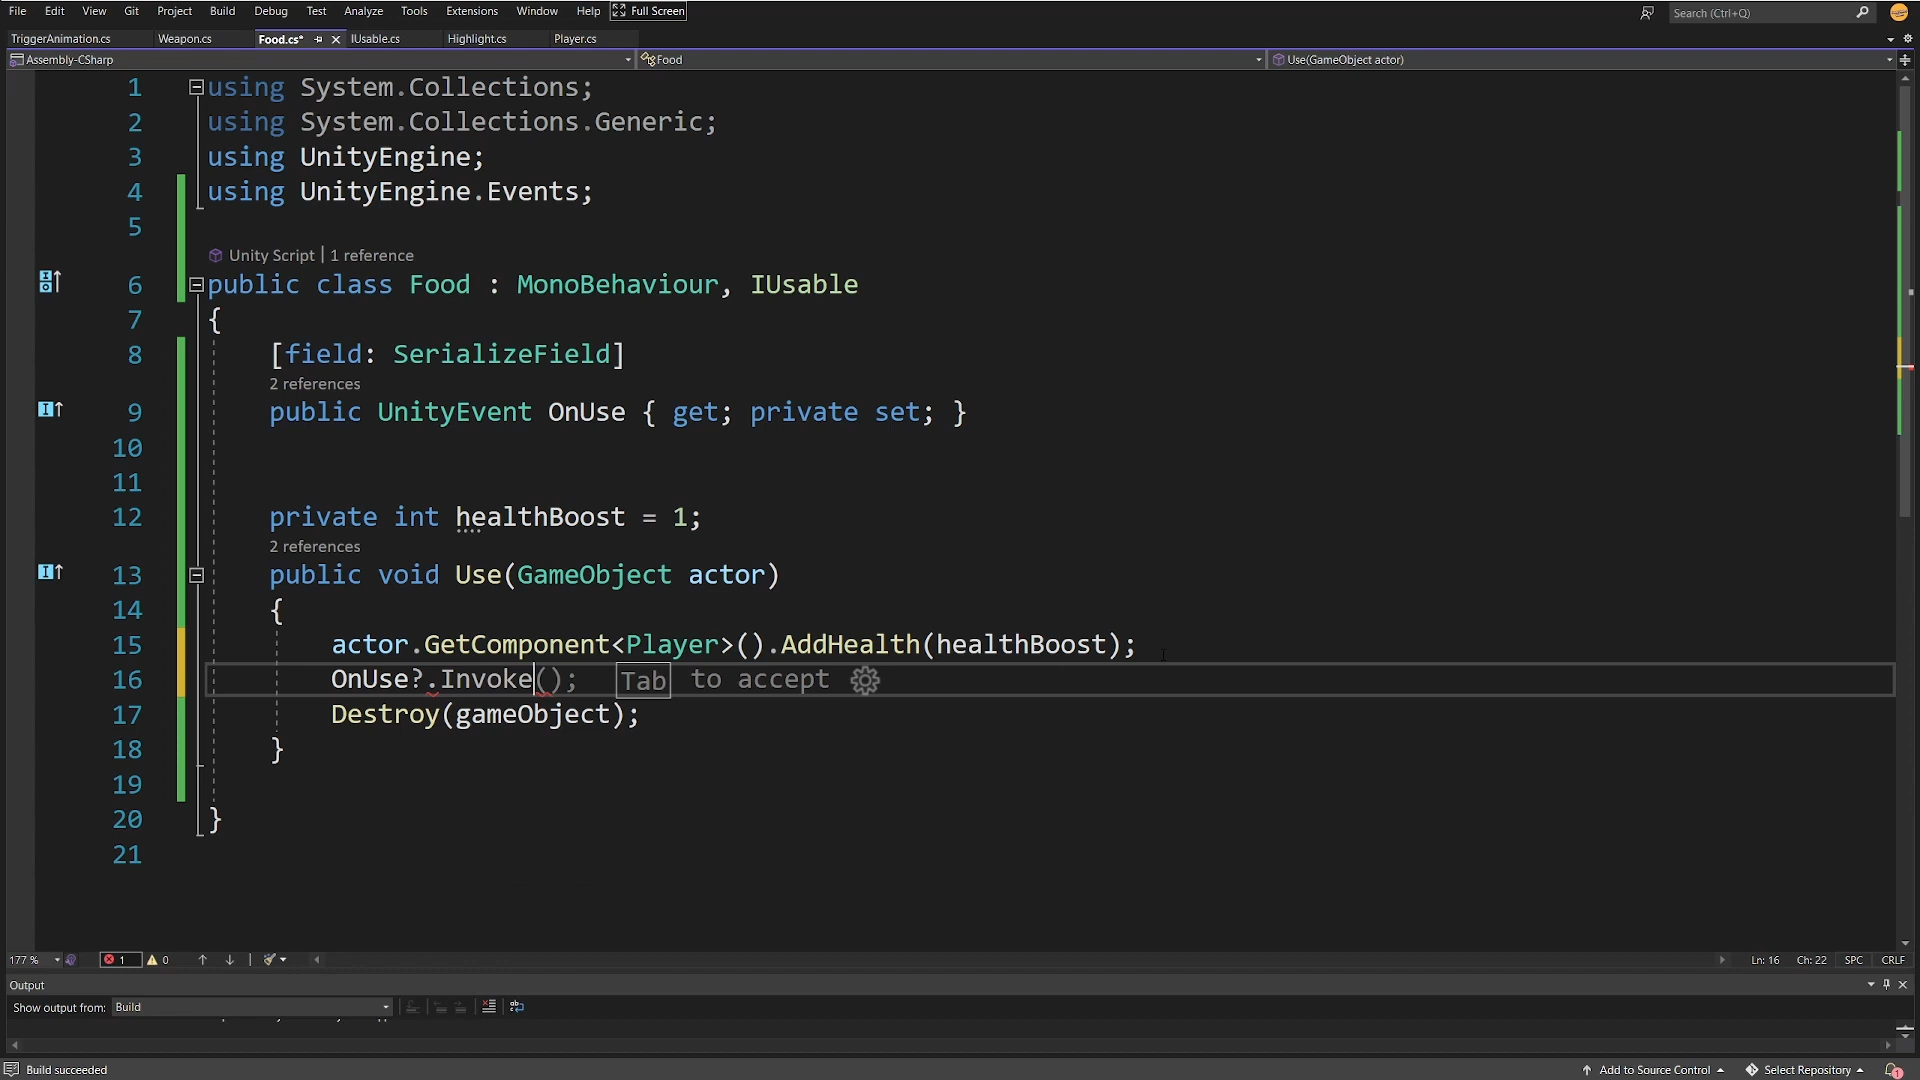 File Edit View Git Project Build Debug Test Analyze Tools Extensions Window Help Full Screen Search (Ctrl+Q)
TriggerAnimation.cs Weapon.cs Food.cs* IUsable.cs Highlight.cs Player.cs
Assembly-CSharp Food Use(GameObject actor)
1 using System.Collections;
2 using System.Collections.Generic;
3 using UnityEngine;
4 using UnityEngine.Events;
5
Unity Script | 1 reference
6 public class Food : MonoBehaviour, IUsable
7 {
8 [field: SerializeField]
2 references
9 public UnityEvent OnUse { get; private set; }
10
11
12 private int healthBoost = 1;
2 references
13 public void Use(GameObject actor)
14 {
15 actor.GetComponent<Player>().AddHealth(healthBoost);
16 OnUse?.Invoke(); Tab to accept
17 Destroy(gameObject);
18 }
19
20 }
21
177 % 1 0 Ln: 16 Ch: 22 SPC CRLF
Output
Show output from: Build
Build succeeded Add to Source Control Select Repository 1